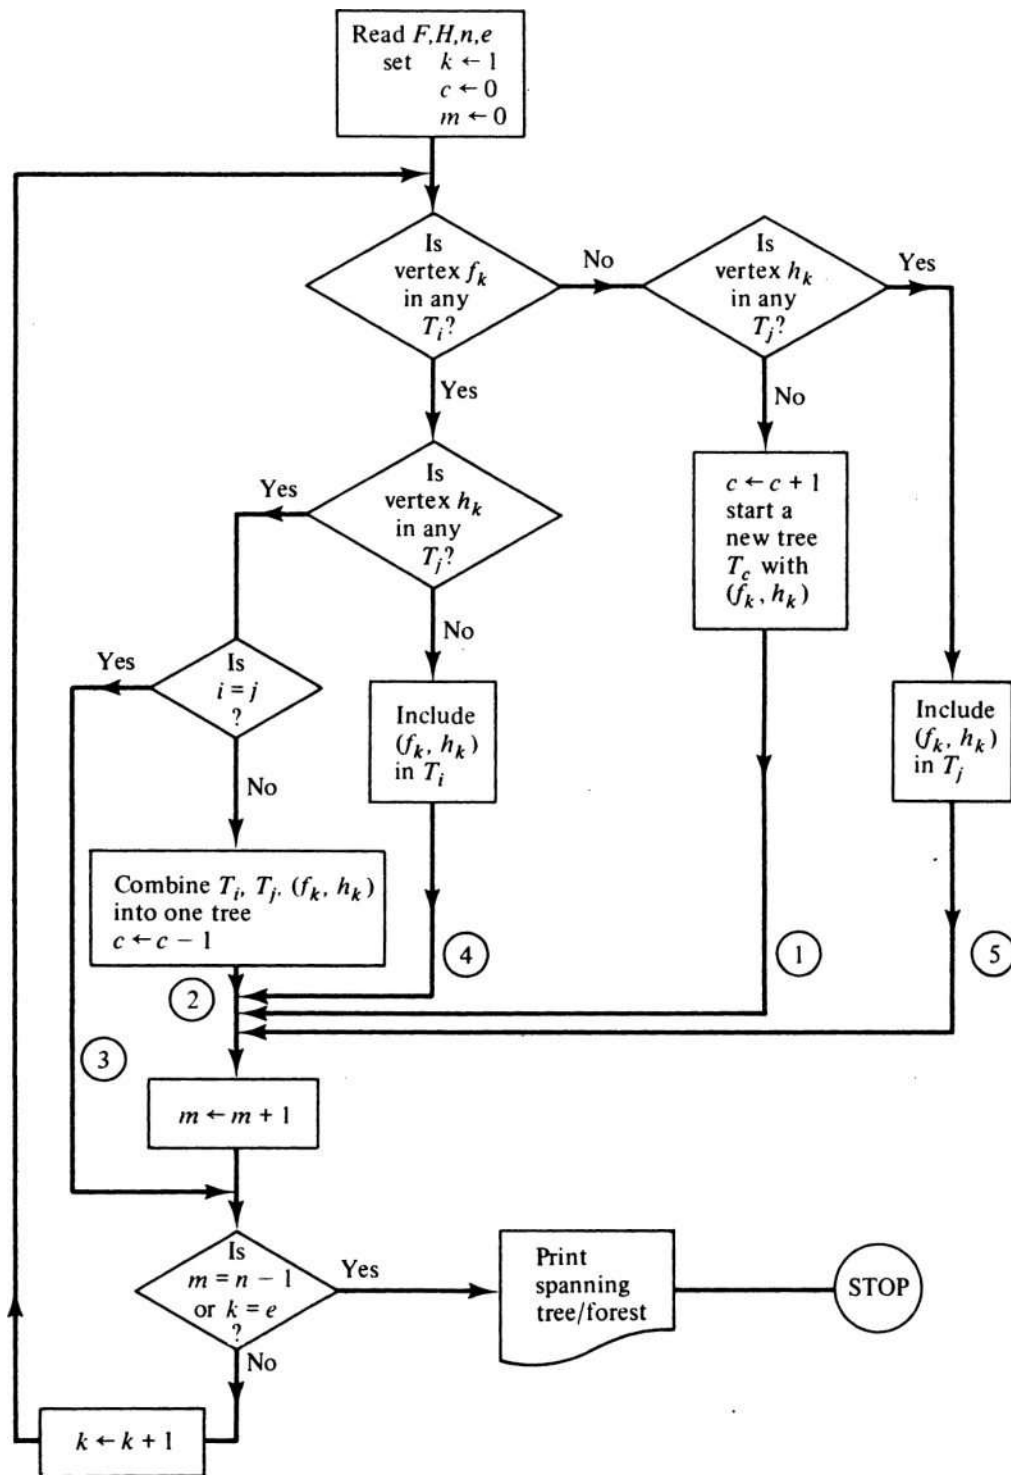 Read F,H,n,e
set k ← 1
c ← 0
m ← 0
Is
vertex f_k
in any
T_i?
No
Is
vertex h_k
in any
T_j?
Yes
Yes
No
Is
vertex h_k
in any
T_j?
Yes
c ← c + 1
start a
new tree
T_c with
(f_k, h_k)
No
Is
i = j
?
Yes
Include
(f_k, h_k)
in T_i
Include
(f_k, h_k)
in T_j
No
Combine T_i, T_j, (f_k, h_k)
into one tree
c ← c − 1
4
1
5
2
3
m ← m + 1
Is
m = n − 1
or k = e
?
Yes
Print
spanning
tree/forest
STOP
No
k ← k + 1